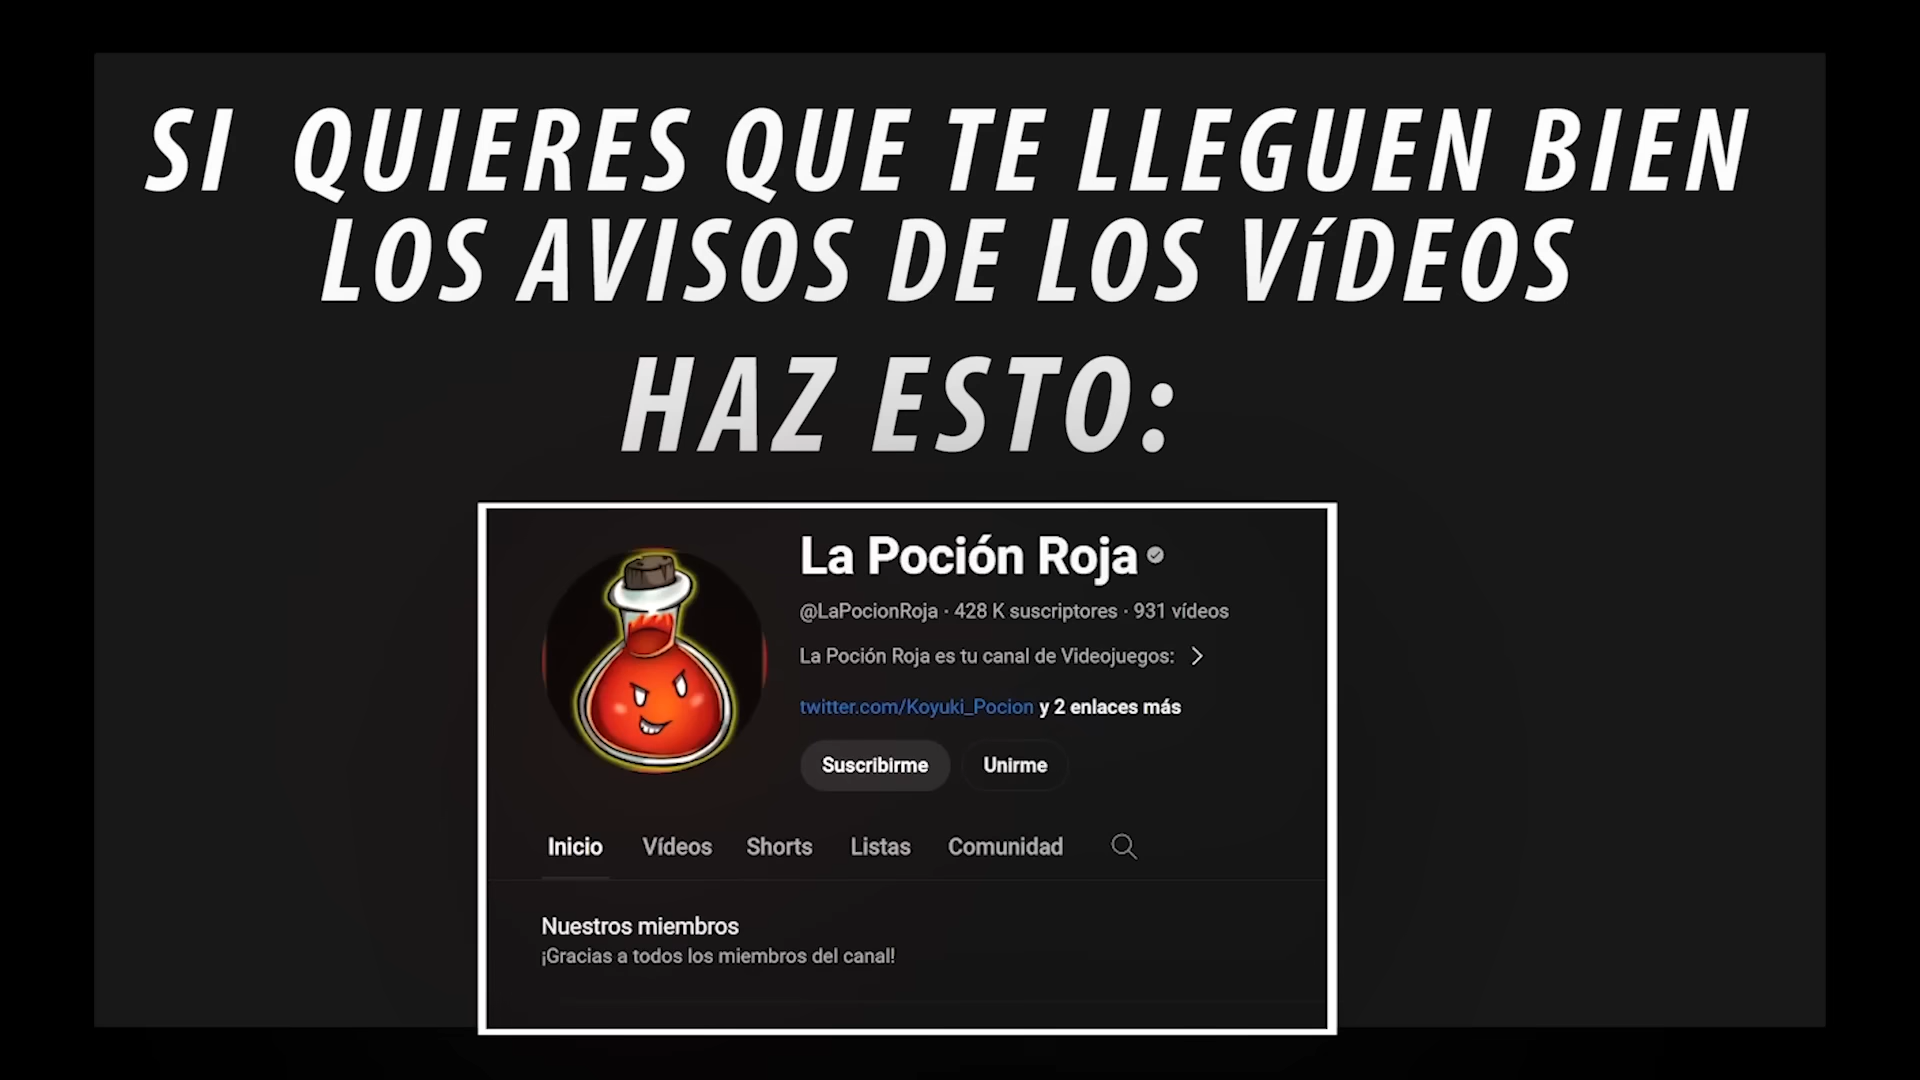 SI QUIERES QUE TE LLEGUEN BIEN
LOS AVISOS DE LOS VíDEOS
HAZ ESTO:
La Poción Roja
@LaPocionRoja · 428 K suscriptores · 931 vídeos
La Poción Roja es tu canal de Videojuegos:
twitter.com/Koyuki_Pocion y 2 enlaces más
Suscribirme Unirme
Inicio Vídeos Shorts Listas Comunidad
Nuestros miembros
¡Gracias a todos los miembros del canal!